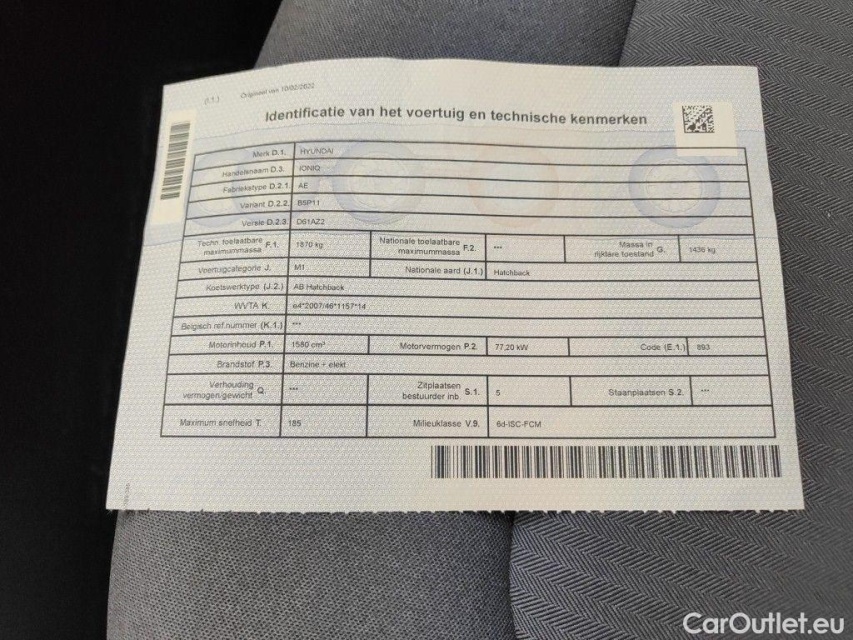 (I.1.) Origineel van 10/02/2022
Identificatie van het voertuig en technische kenmerken
Merk D.1. HYUNDAI
Handelsnaam D.3. IONIQ
Fabriekstype D.2.1. AE
Variant D.2.2. B5P11
Versie D.2.3. D61AZ2
Techn. toelaatbare maximummassa F.1. 1870 kg Nationale toelaatbare maximummassa F.2. *** Massa in rijklare toestand G. 1436 kg
Voertuigcategorie J. M1 Nationale aard (J.1.) Hatchback
Koetswerktype (J.2.) AB Hatchback
WVTA K. e4*2007/46*1157*14
Belgisch ref.nummer (K.1.) ***
Motorinhoud P.1. 1580 cm³ Motorvermogen P.2. 77,20 kW Code (E.1.) 893
Brandstof P.3. Benzine + elekt
Verhouding vermogen/gewicht Q. *** Zitplaatsen bestuurder inb. S.1. 5 Staanplaatsen S.2. ***
Maximum snelheid T. 185 Milieuklasse V.9. 6d-ISC-FCM
CarOutlet.eu